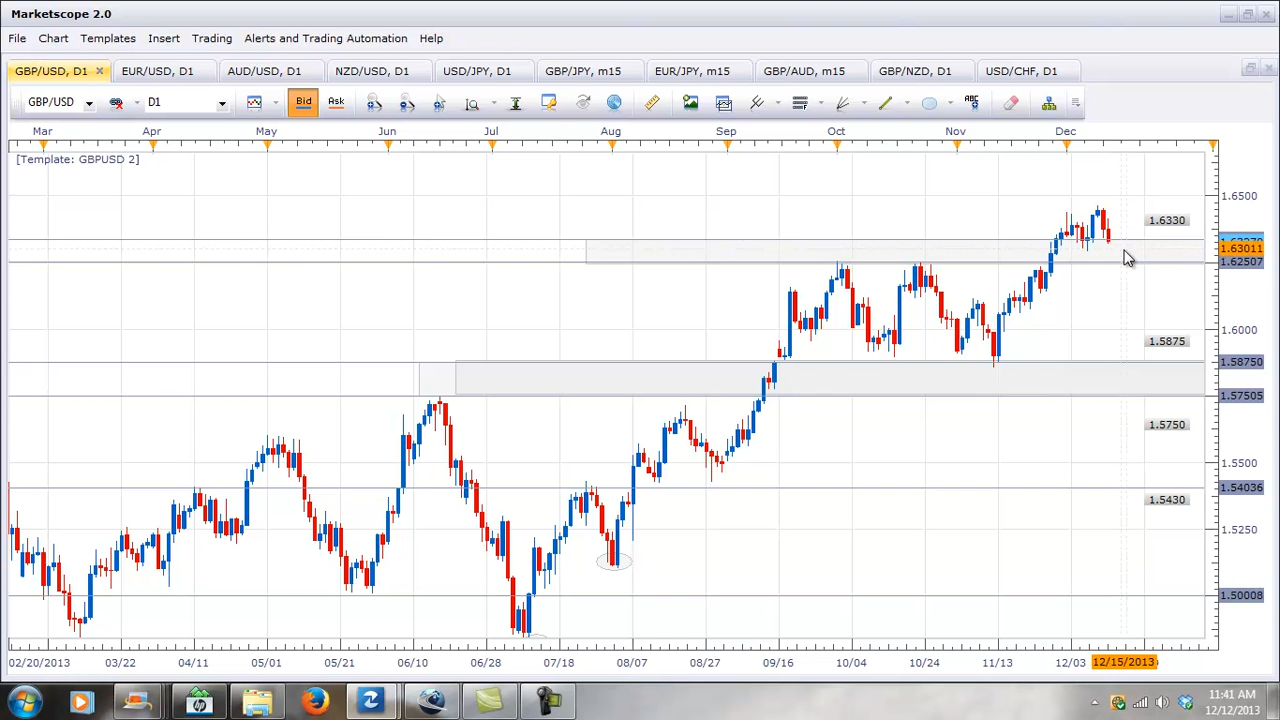 Marketscope 2.0
File Chart Templates Insert Trading Alerts and Trading Automation Help
GBP/USD, D1 EUR/USD, D1 AUD/USD, D1 NZD/USD, D1 USD/JPY, D1 GBP/JPY, m15 EUR/JPY, m15 GBP/AUD, m15 GBP/NZD, D1 USD/CHF, D1
GBP/USD D1 Bid Ask ABC
Mar Apr May Jun Jul Aug Sep Oct Nov Dec
[Template: GBPUSD 2]
1.6500
1.6330
1.63011
1.62507
1.6000
1.5875
1.58750
1.57505
1.5750
1.5500
1.54036
1.5430
1.5250
1.50008
02/20/2013 03/22 04/11 05/01 05/21 06/10 06/28 07/18 08/07 08/27 09/16 10/04 10/24 11/13 12/03 12/15/2013
11:41 AM
12/12/2013